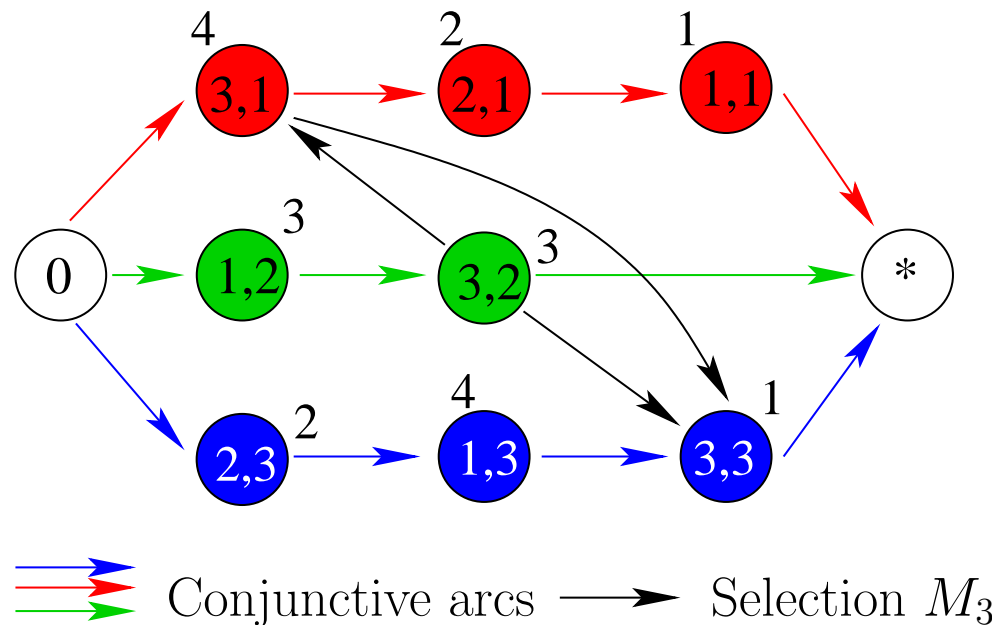 4 2 1
3,1 2,1 1,1
3 3
0 1,2 3,2 *
2 4 1
2,3 1,3 3,3
Conjunctive arcs Selection M₃